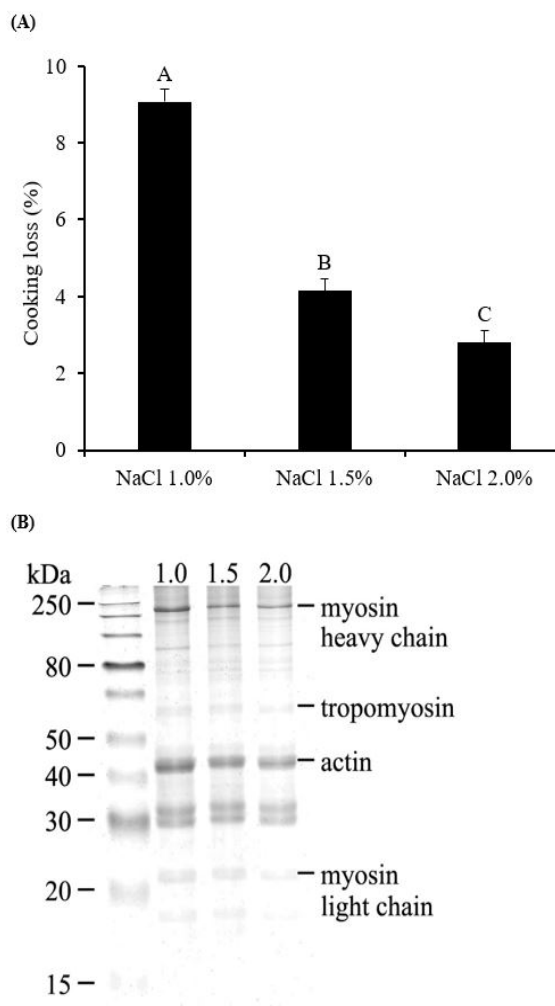 (A)
10
8
6
4
2
0
Cooking loss (%)
A
B
C
NaCl 1.0%
NaCl 1.5%
NaCl 2.0%
(B)
kDa
1.0 1.5 2.0
250
80
50
40
30
20
15
myosin
heavy chain
tropomyosin
actin
myosin
light chain